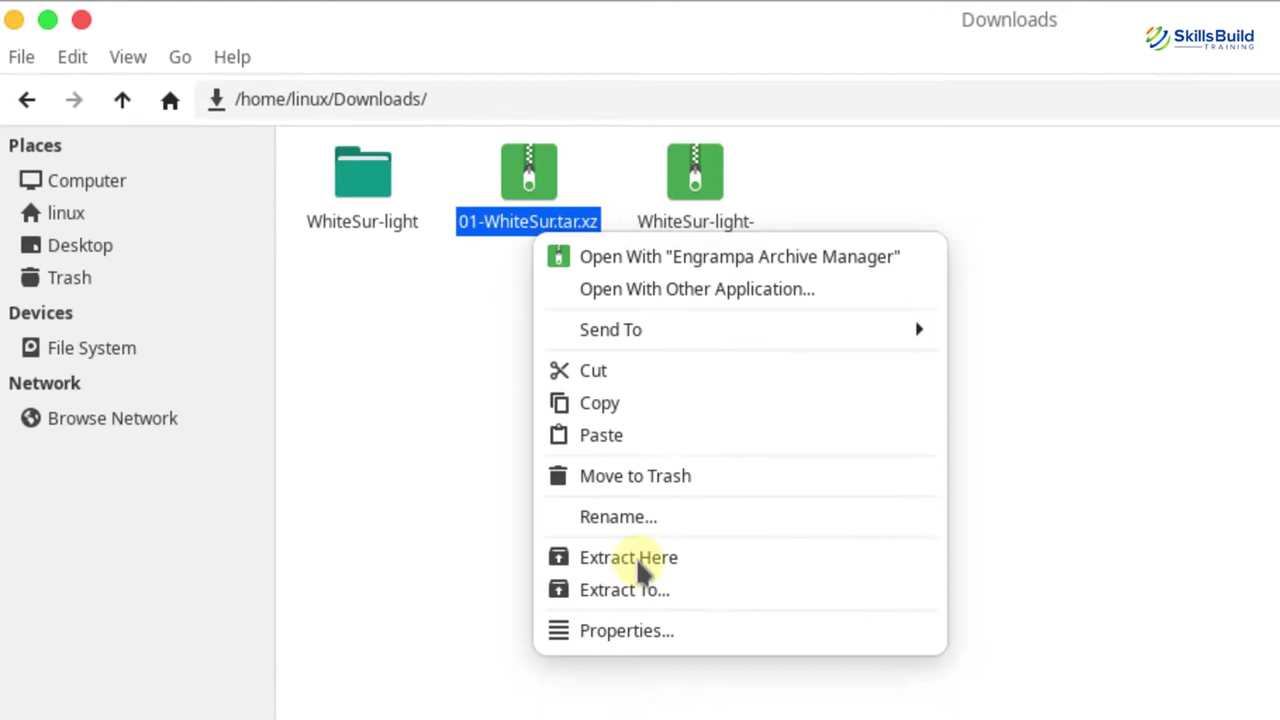 Downloads
SkillsBuild
TRAINING
File Edit View Go Help
/home/linux/Downloads/
Places
Computer
linux
Desktop
Trash
Devices
File System
Network
Browse Network
WhiteSur-light
01-WhiteSur.tar.xz
WhiteSur-light-
Open With "Engrampa Archive Manager"
Open With Other Application...
Send To
Cut
Copy
Paste
Move to Trash
Rename...
Extract Here
Extract To...
Properties...